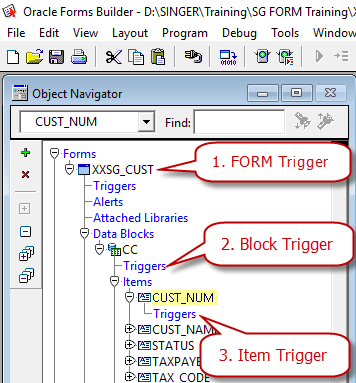 Oracle Forms Builder - D:\SINGER\Training\SG FORM Training\X
File Edit View Layout Program Debug Tools Window
Object Navigator
CUST_NUM Find:
Forms
XXSG_CUST
1. FORM Trigger
Triggers
Alerts
Attached Libraries
Data Blocks
CC
2. Block Trigger
Triggers
Items
CUST_NUM
Triggers
CUST_NAM
3. Item Trigger
STATUS
TAXPAYE
TAX_CODE